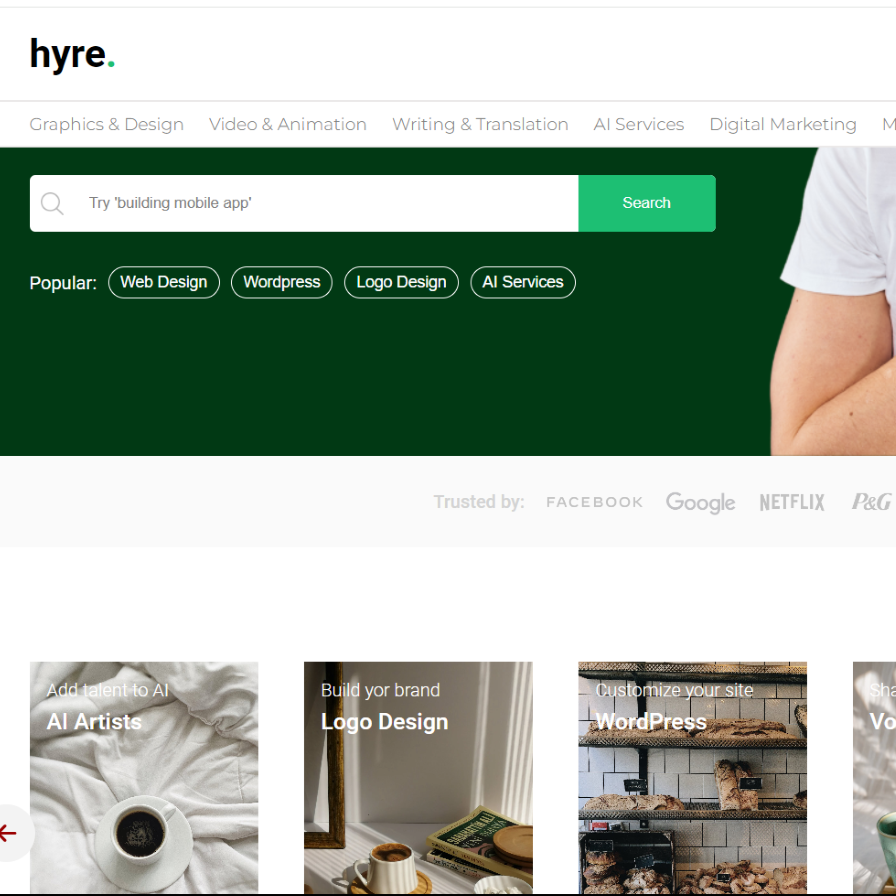 hyre.
Graphics & Design Video & Animation Writing & Translation AI Services Digital Marketing M
Try 'building mobile app' Search
Popular: Web Design Wordpress Logo Design AI Services
Trusted by: FACEBOOK Google NETFLIX P&G
Add talent to AI
AI Artists
Build yor brand
Logo Design
Customize your site
WordPress
Sha
Vo